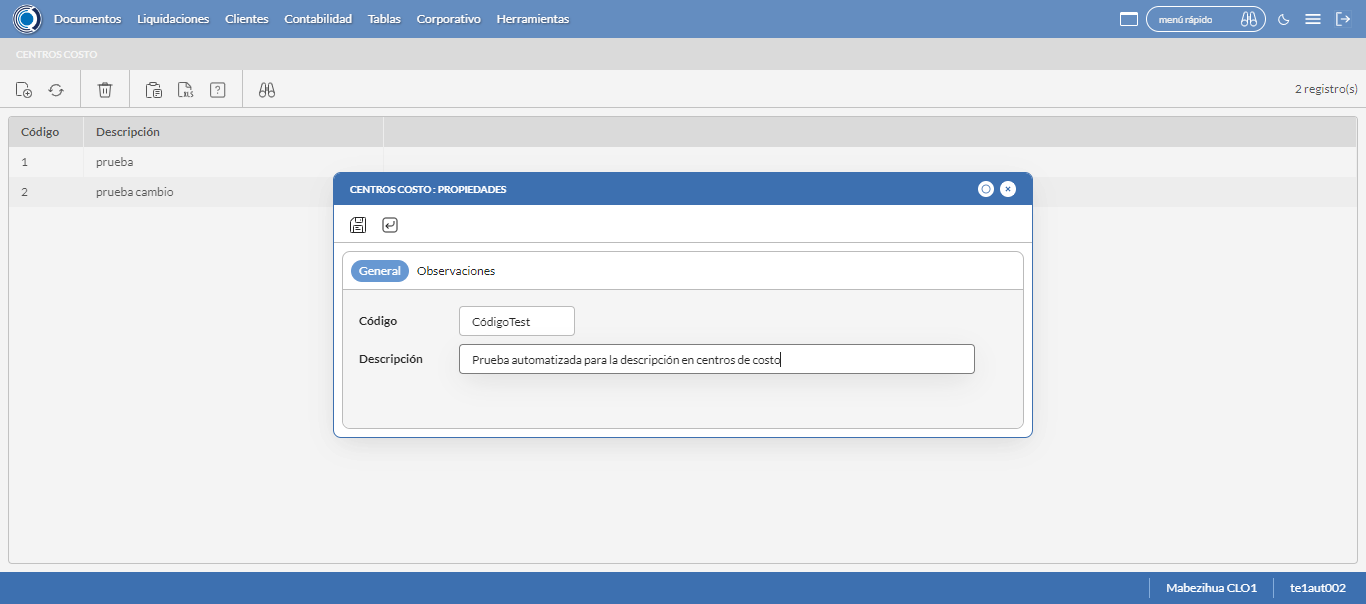 Documentos Liquidaciones Clientes Contabilidad Tablas Corporativo Herramientas menú rápido
CENTROS COSTO
XLS ? 2 registro(s)
Código Descripción
1 prueba
2 prueba cambio
CENTROS COSTO : PROPIEDADES
General Observaciones
Código CódigoTest
Descripción Prueba automatizada para la descripción en centros de costo
Mabezihua CLO1 te1aut002